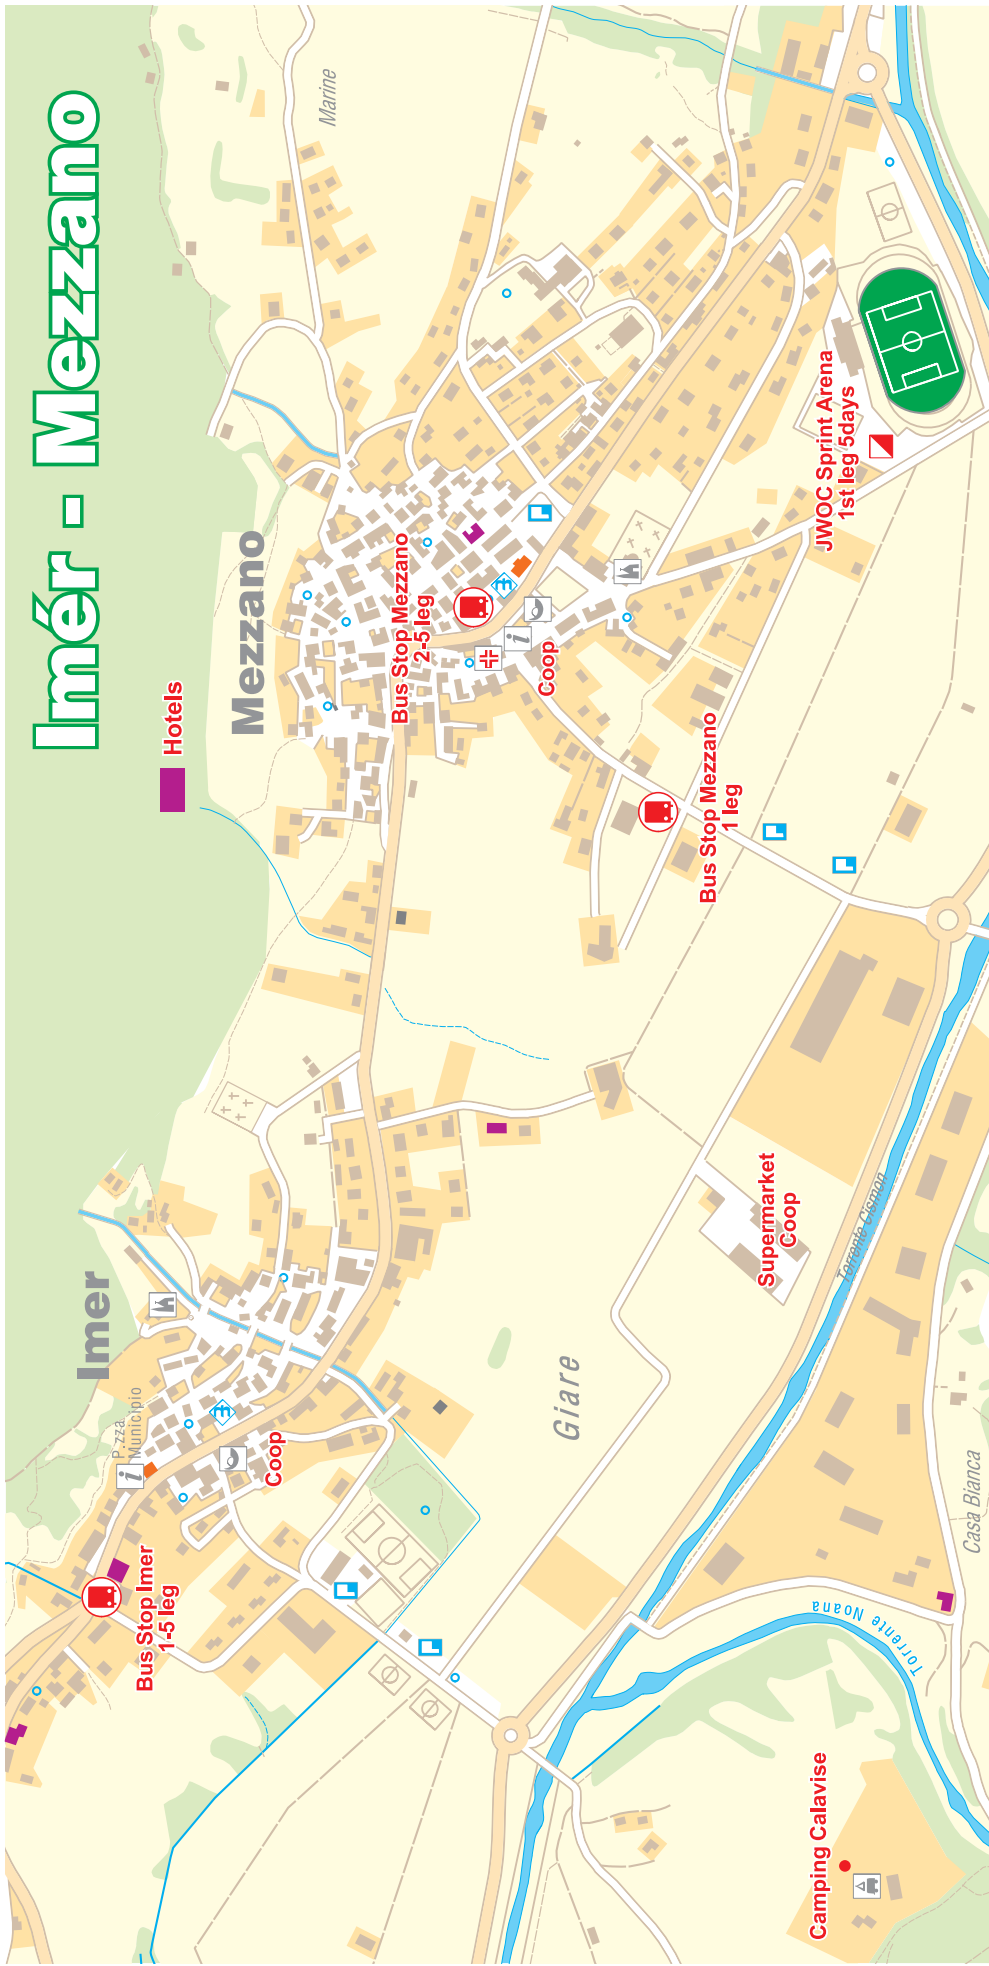 Imér - Mezzano
Hotels
Marine
Mezzano
Bus Stop Mezzano
2-5 leg
i
Coop
JWOC Sprint Arena
1st leg 5days
Bus Stop Mezzano
1 leg
Imer
P.zza
Municipio
i
Coop
Bus Stop Imer
1-5 leg
Giare
Supermarket
Coop
Torrente Cismon
Casa Bianca
Torrente Noana
Camping Calavise